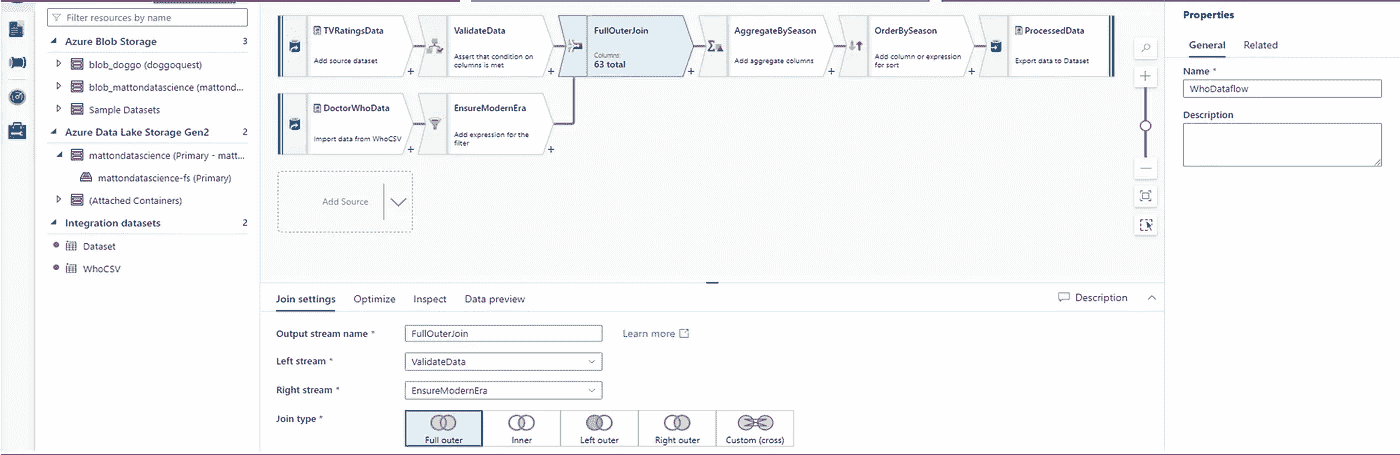 Filter resources by name
Azure Blob Storage 3
blob_doggo (doggoquest)
blob_mattondatascience (mattond...
Sample Datasets
Azure Data Lake Storage Gen2 2
mattondatascience (Primary - matt...
mattondatascience-fs (Primary)
(Attached Containers)
Integration datasets 2
Dataset
WhoCSV
TVRatingsData
Add source dataset
+
ValidateData
Assert that condition on
columns is met
+
FullOuterJoin
Columns:
63 total
+
AggregateBySeason
Add aggregate columns
+
OrderBySeason
Add column or expression
for sort
+
ProcessedData
Export data to Dataset
DoctorWhoData
Import data from WhoCSV
+
EnsureModernEra
Add expression for the
filter
+
Add Source
Join settings Optimize Inspect Data preview
Description
Output stream name *
FullOuterJoin
Learn more
Left stream *
ValidateData
Right stream *
EnsureModernEra
Join type *
Full outer Inner Left outer Right outer Custom (cross)
Properties
General Related
Name *
WhoDataflow
Description